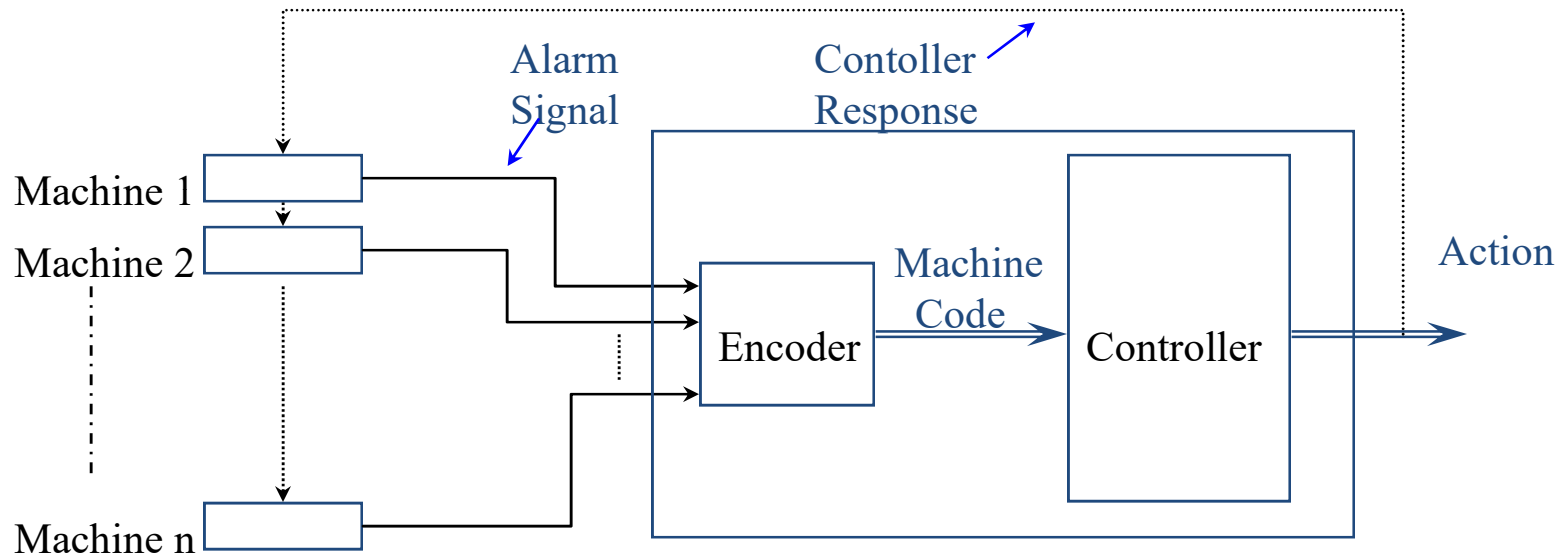 Alarm
Signal
Contoller
Response
Machine 1
Machine 2
Machine n
Encoder
Machine
Code
Controller
Action